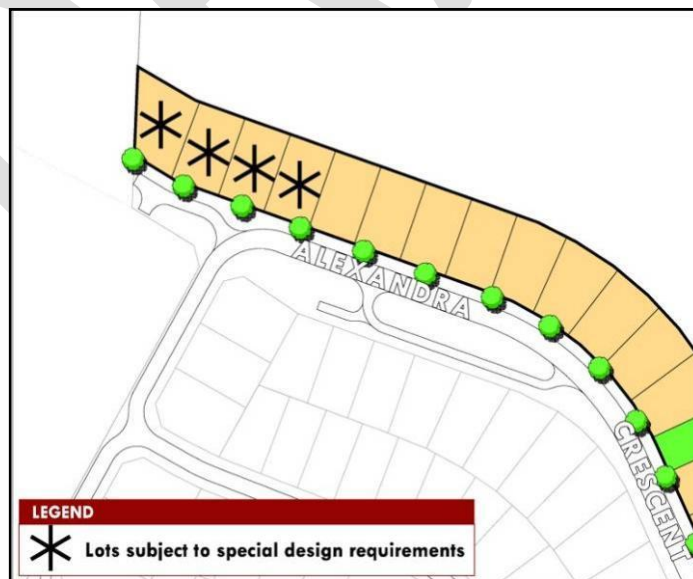 ALEXANDRA
CRESCENT
LEGEND
Lots subject to special design requirements